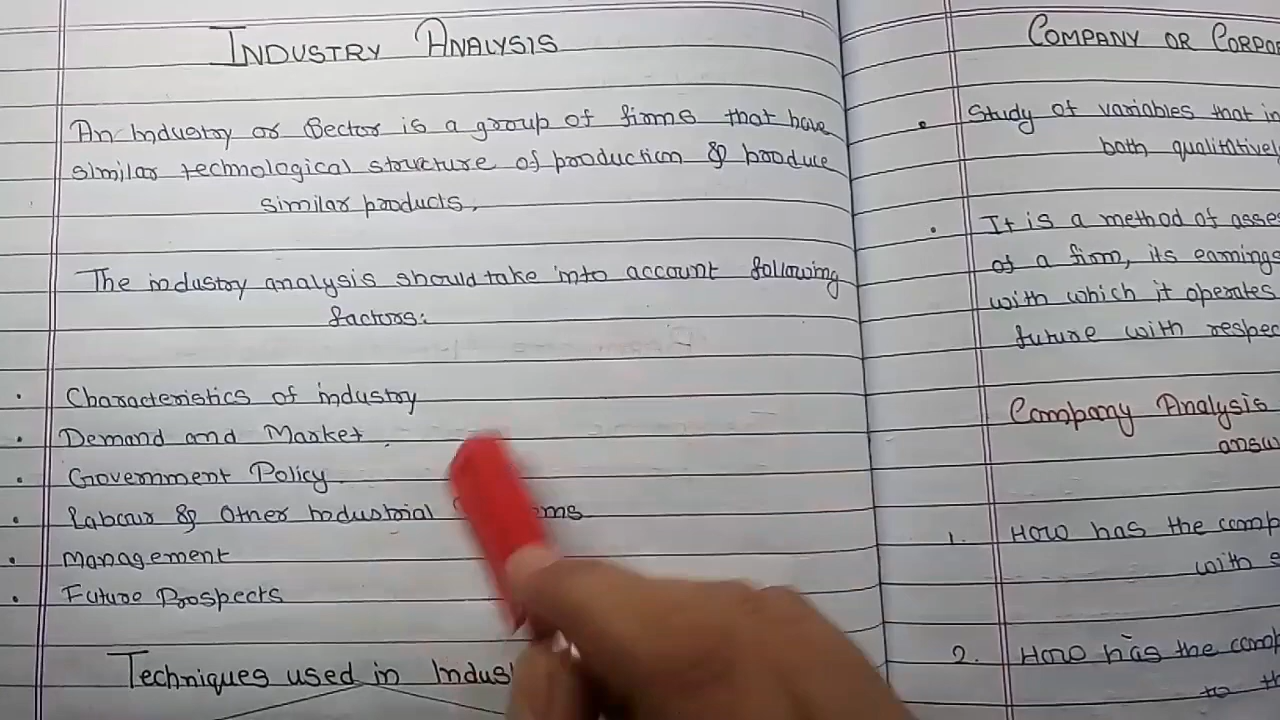 INDUSTRY ANALYSIS
An Industry or Sector is a group of firms that have
similar technological structure of production & produce
similar products.
The industry analysis should take into account following
factors:
• Characteristics of industry
• Demand and Market.
• Government Policy
• Labour & Other Industrial
• Management
• Future Prospects
Techniques used in
COMPANY OR
• Study of variables that
both
• It is a method of
of a firm, its earnings
with which it operates
future with
Company Analysis
1. How has the
with
2. How has the
to